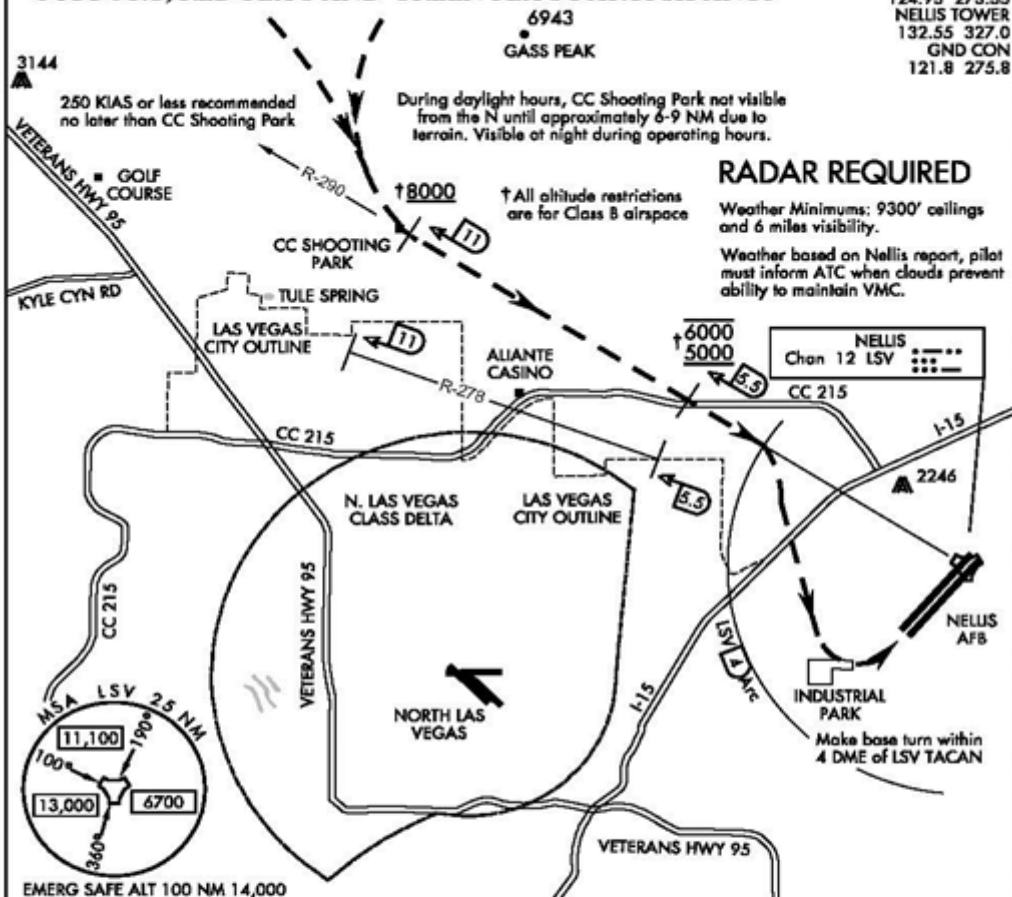 6943
GASS PEAK
NELLIS TOWER
132.55 327.0
GND CON
121.8 275.8
3144
250 KIAS or less recommended
no later than CC Shooting Park
During daylight hours, CC Shooting Park not visible
from the N until approximately 6-9 NM due to
terrain. Visible at night during operating hours.
VETERANS HWY 95
GOLF
COURSE
R-290
†8000
†All altitude restrictions
are for Class B airspace
RADAR REQUIRED
Weather Minimums: 9300' ceilings
and 6 miles visibility.
Weather based on Nellis report, pilot
must inform ATC when clouds prevent
ability to maintain VMC.
11
CC SHOOTING
PARK
KYLE CYN RD
TULE SPRING
LAS VEGAS
CITY OUTLINE
11
†6000
5000
NELLIS
Chan 12 LSV
ALIANTE
CASINO
R-278
5.5
CC 215
I-15
CC 215
2246
N. LAS VEGAS
CLASS DELTA
LAS VEGAS
CITY OUTLINE
5.5
CC 215
VETERANS HWY 95
LSV 4 Arc
NELLIS
AFB
I-15
INDUSTRIAL
PARK
NORTH LAS
VEGAS
Make base turn within
4 DME of LSV TACAN
MSA LSV 25 NM
11,100
190°
100°
13,000
6700
360°
VETERANS HWY 95
EMERG SAFE ALT 100 NM 14,000